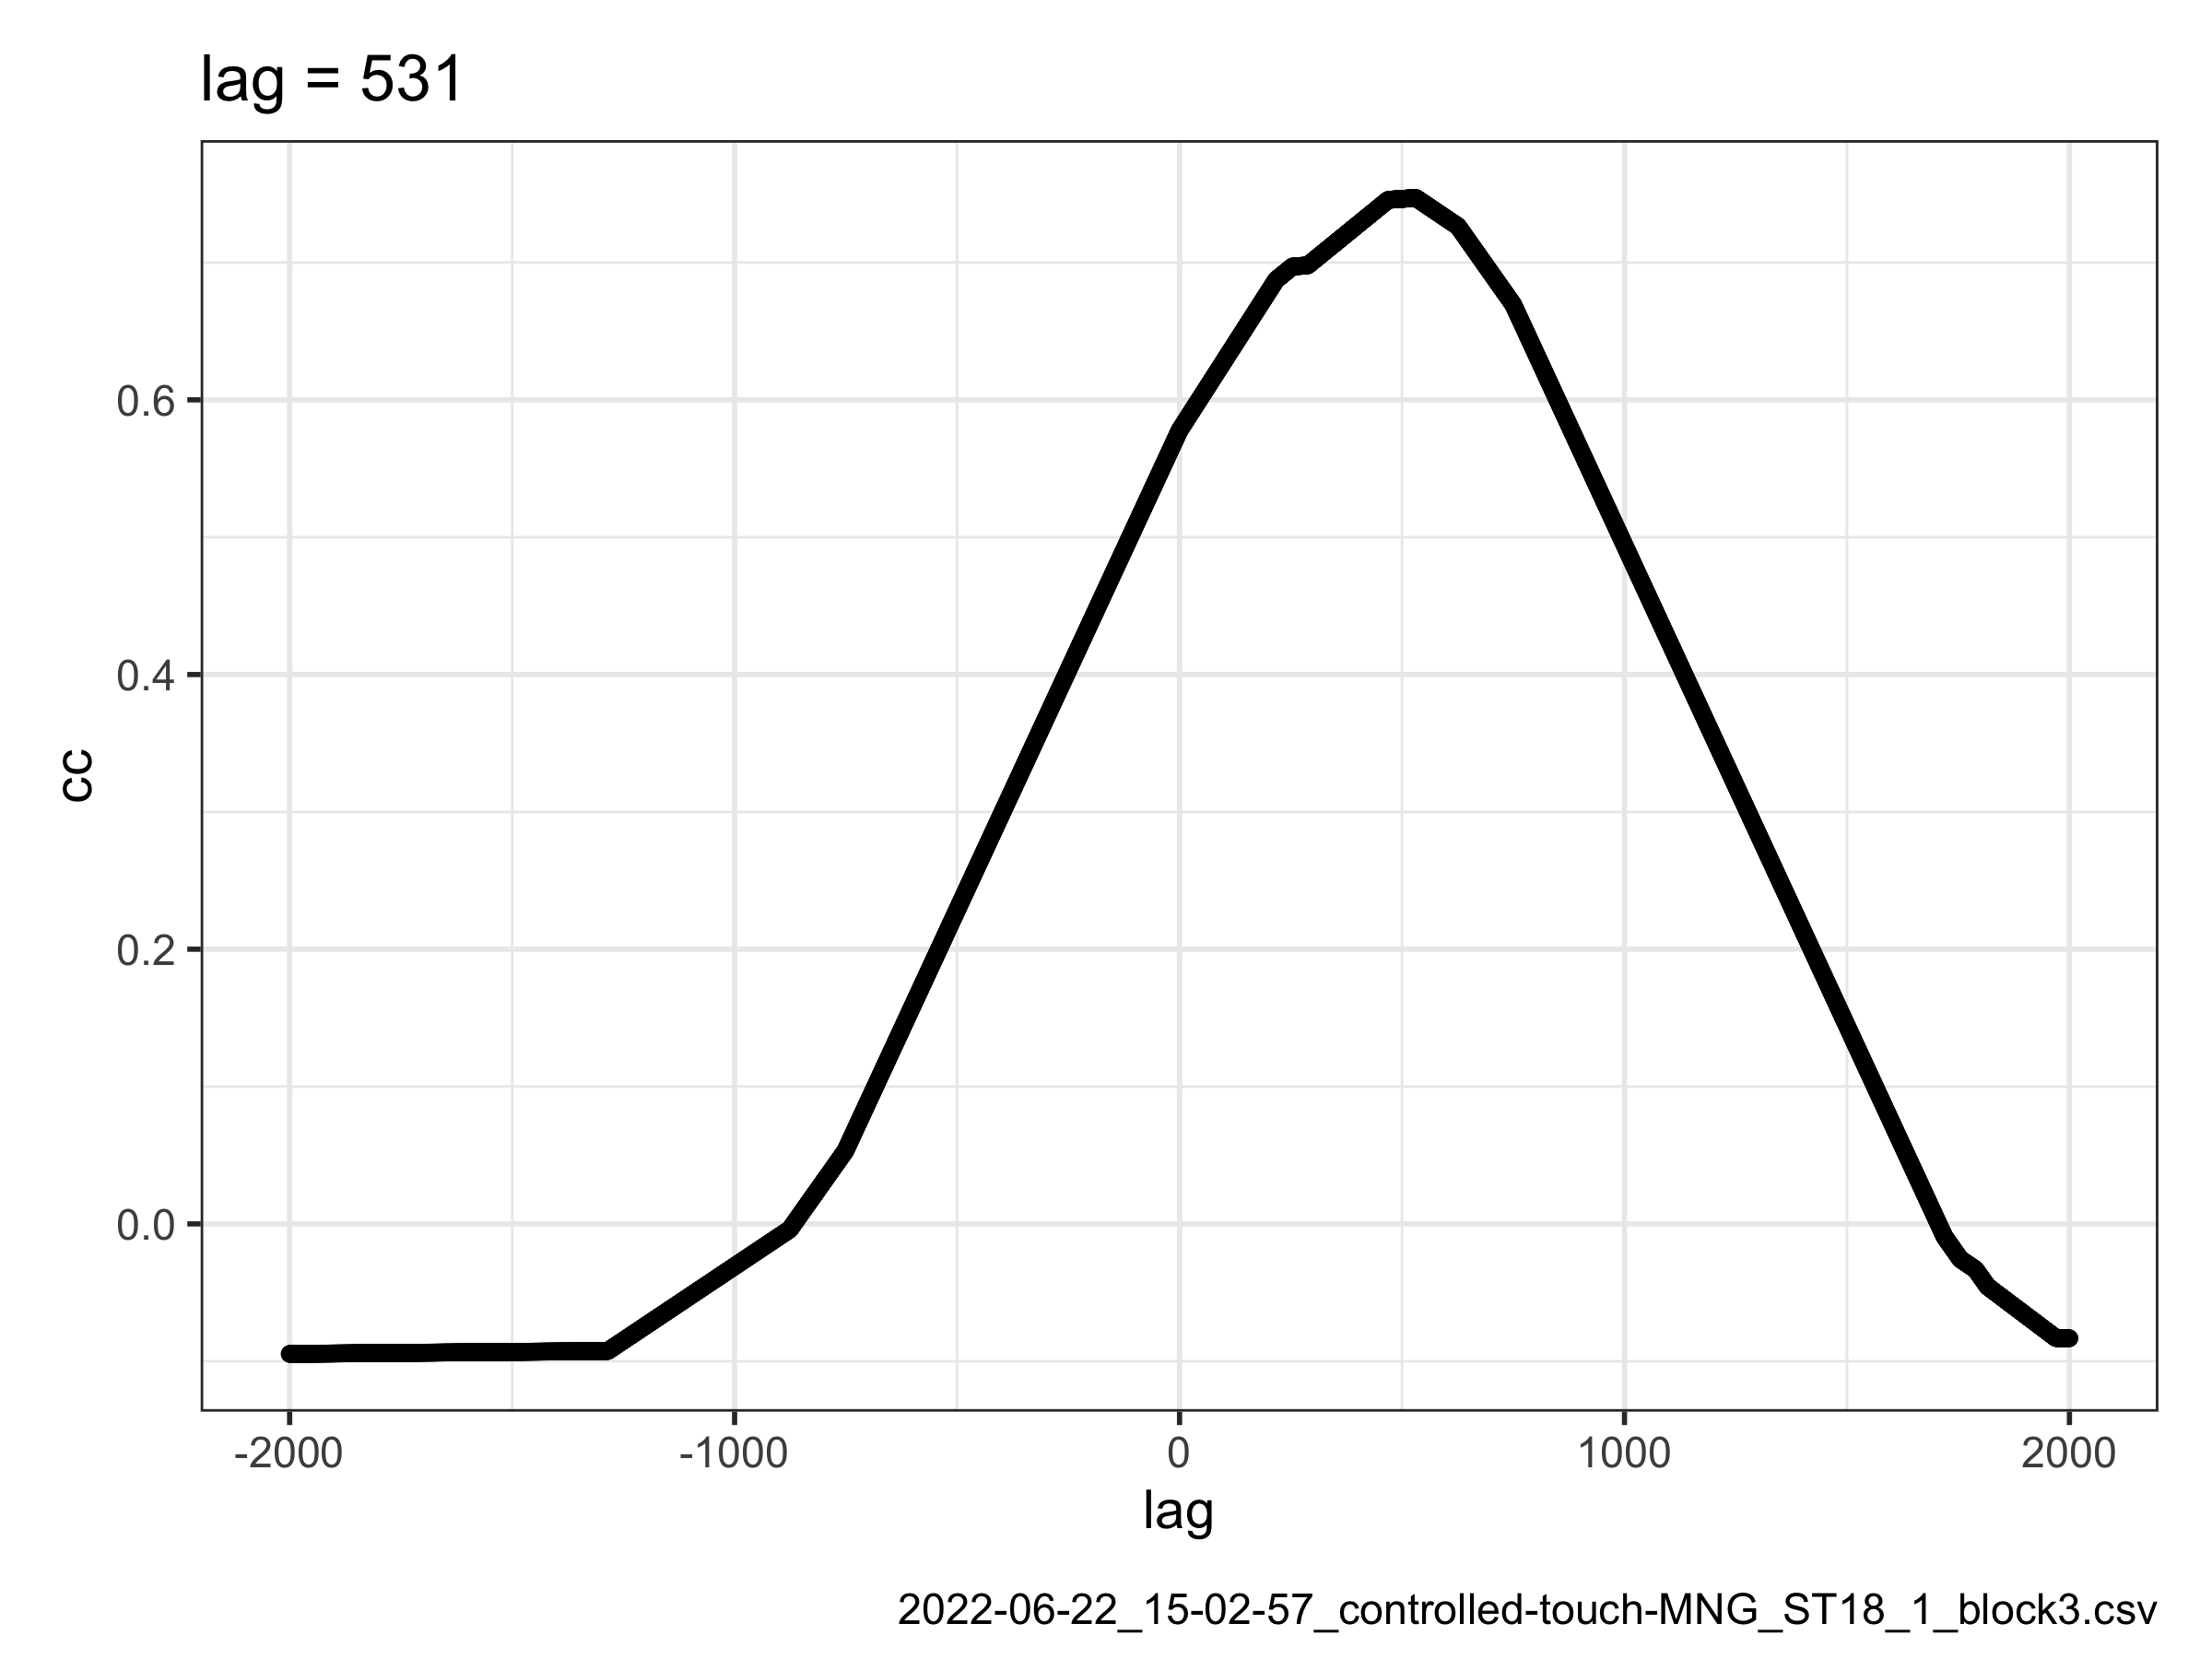 lag = 531
cc
0.6
0.4
0.2
0.0
-2000 -1000 0 1000 2000
lag
2022-06-22_15-02-57_controlled-touch-MNG_ST18_1_block3.csv